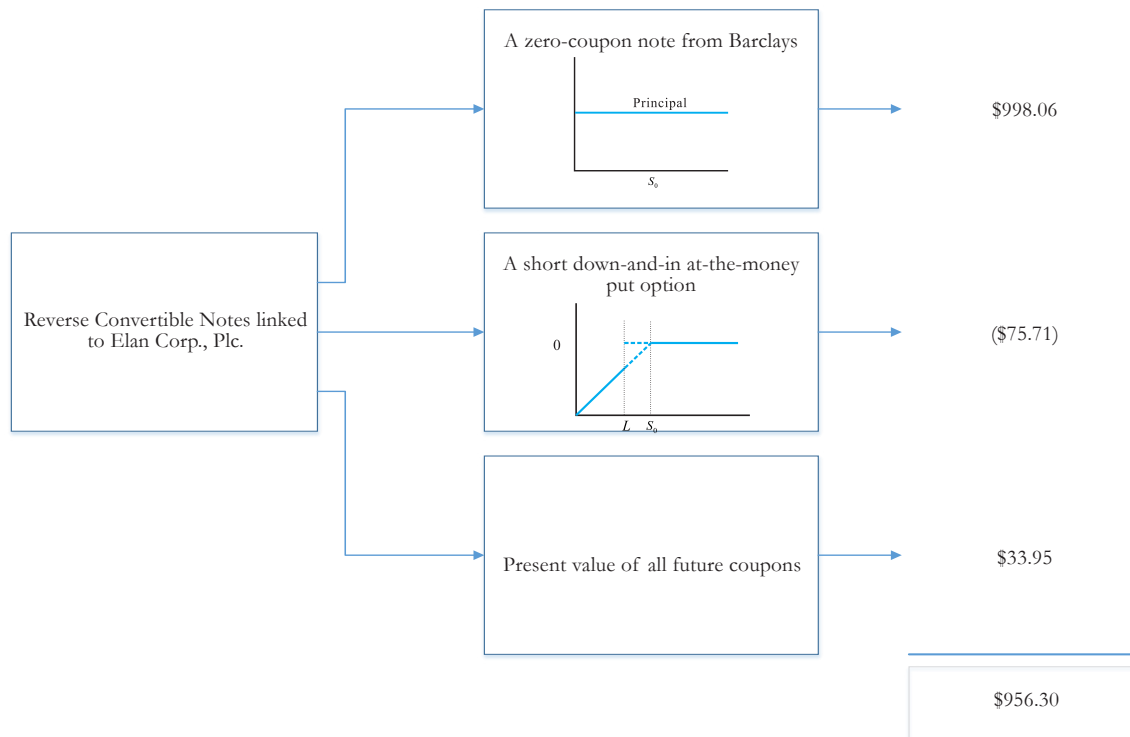 A zero-coupon note from Barclays
Principal
S₀
$998.06
Reverse Convertible Notes linked
to Elan Corp., Plc.
A short down-and-in at-the-money
put option
0
L S₀
($75.71)
Present value of all future coupons
$33.95
$956.30